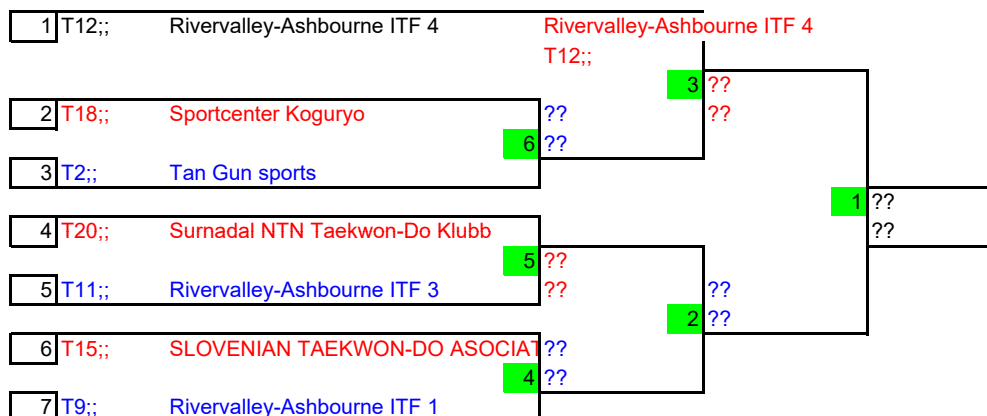 1 T12;; Rivervalley-Ashbourne ITF 4 Rivervalley-Ashbourne ITF 4
T12;;
3 ??
2 T18;; Sportcenter Koguryo ?? ??
6 ??
3 T2;; Tan Gun sports
1 ??
4 T20;; Surnadal NTN Taekwon-Do Klubb ??
5 ??
5 T11;; Rivervalley-Ashbourne ITF 3 ?? ??
2 ??
6 T15;; SLOVENIAN TAEKWON-DO ASOCIAT ??
4 ??
7 T9;; Rivervalley-Ashbourne ITF 1